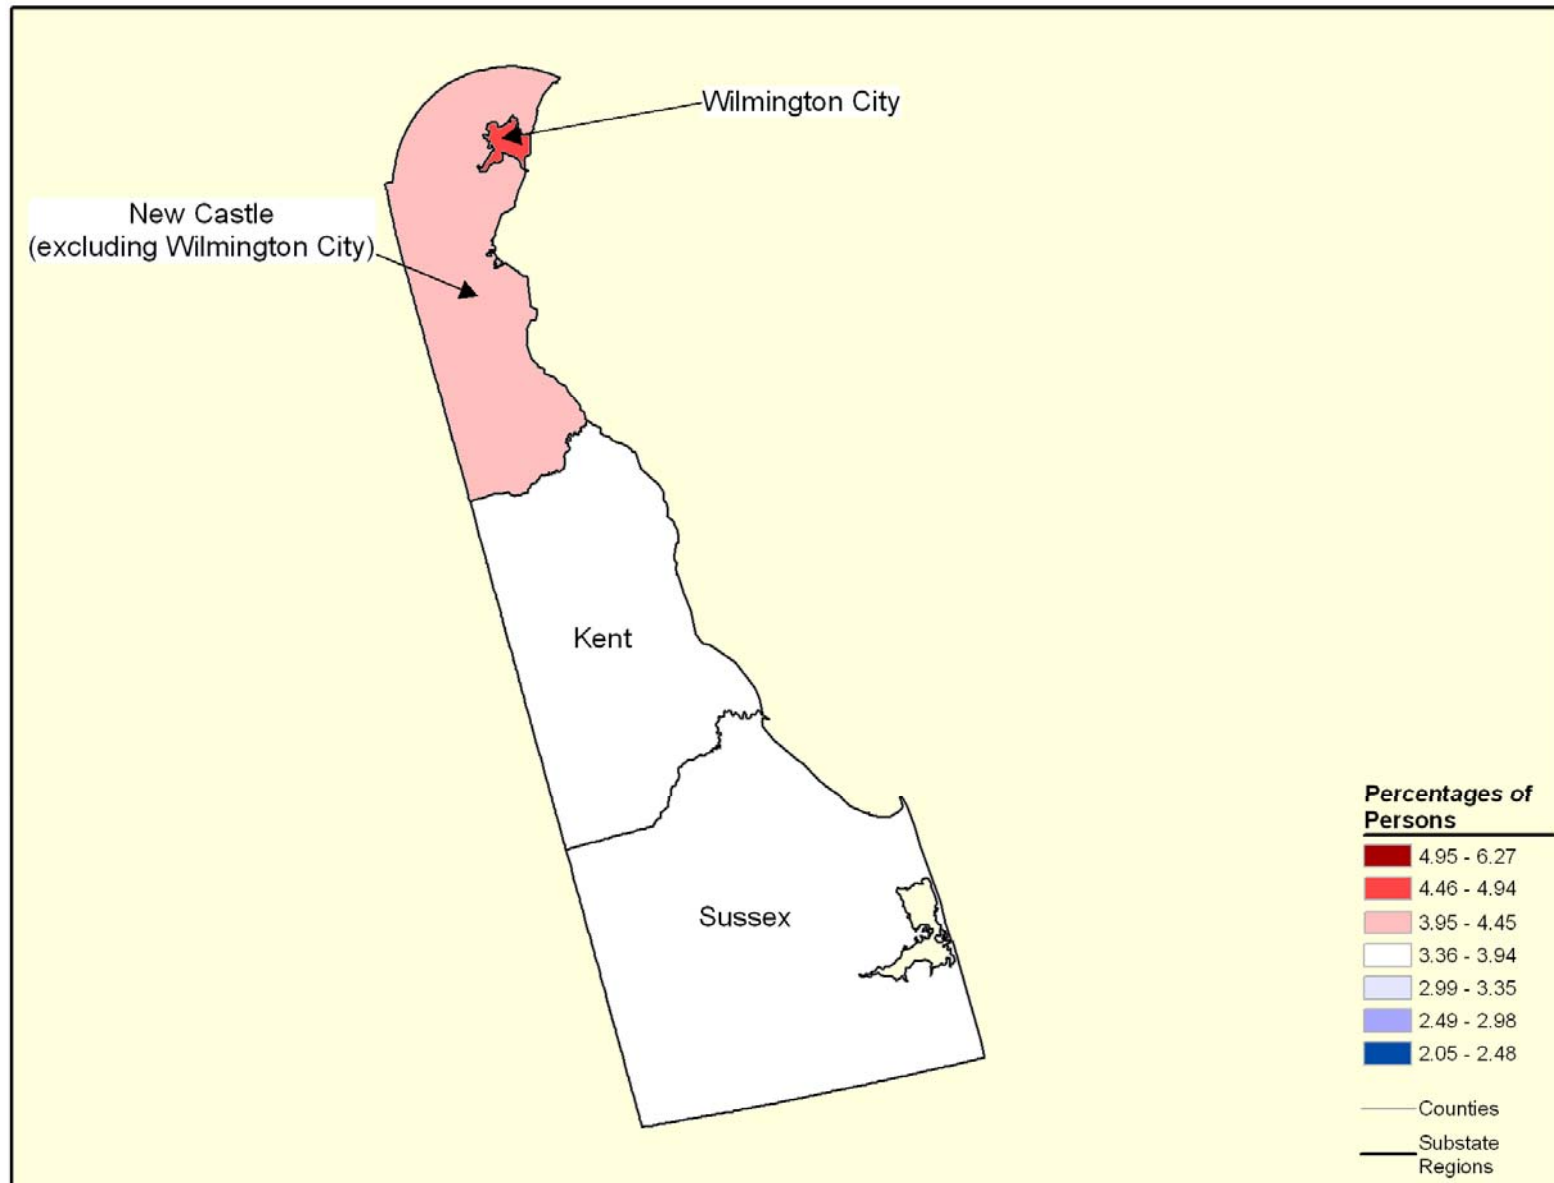 Wilmington City
New Castle
(excluding Wilmington City)
Kent
Sussex
Percentages of
Persons
4.95 - 6.27
4.46 - 4.94
3.95 - 4.45
3.36 - 3.94
2.99 - 3.35
2.49 - 2.98
2.05 - 2.48
Counties
Substate
Regions